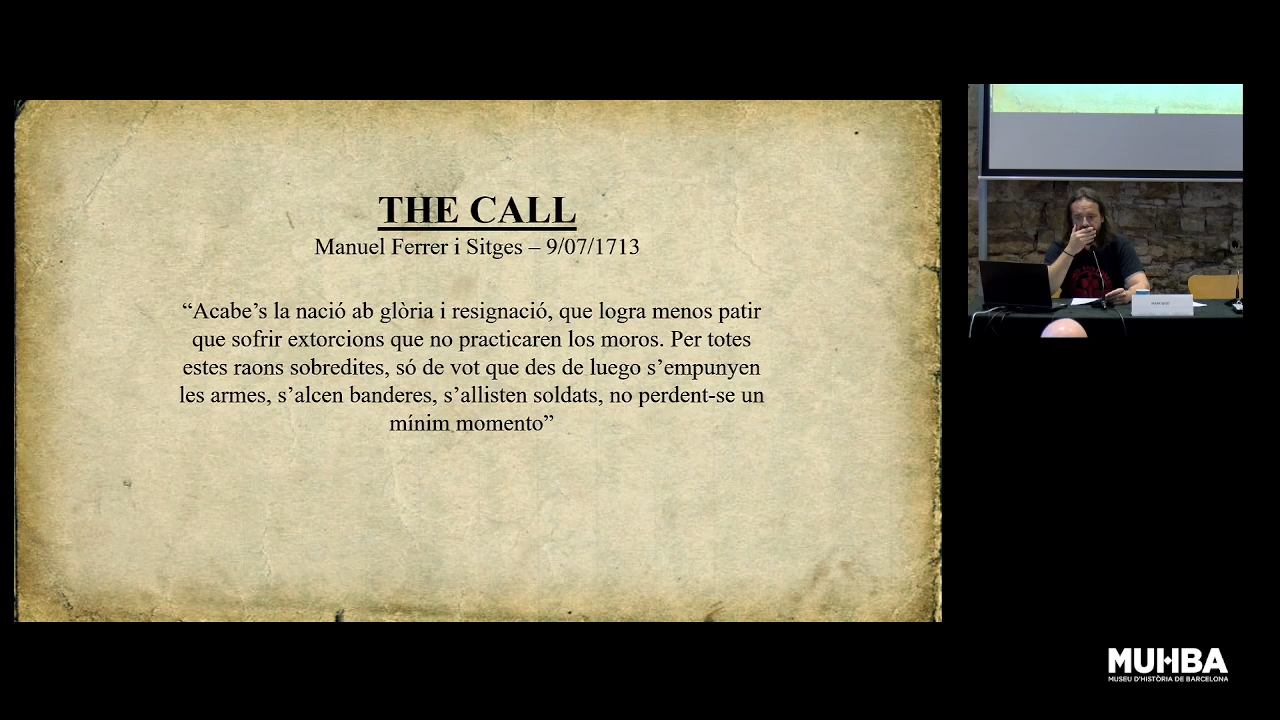 THE CALL
Manuel Ferrer i Sitges – 9/07/1713
“Acabe’s la nació ab glòria i resignació, que logra menos patir
que sofrir extorcions que no practicaren los moros. Per totes
estes raons sobredites, só de vot que des de luego s’empunyen
les armes, s’alcen banderes, s’allisten soldats, no perdent-se un
mínim momento”
MUHBA
MUSEU D'HISTÒRIA DE BARCELONA